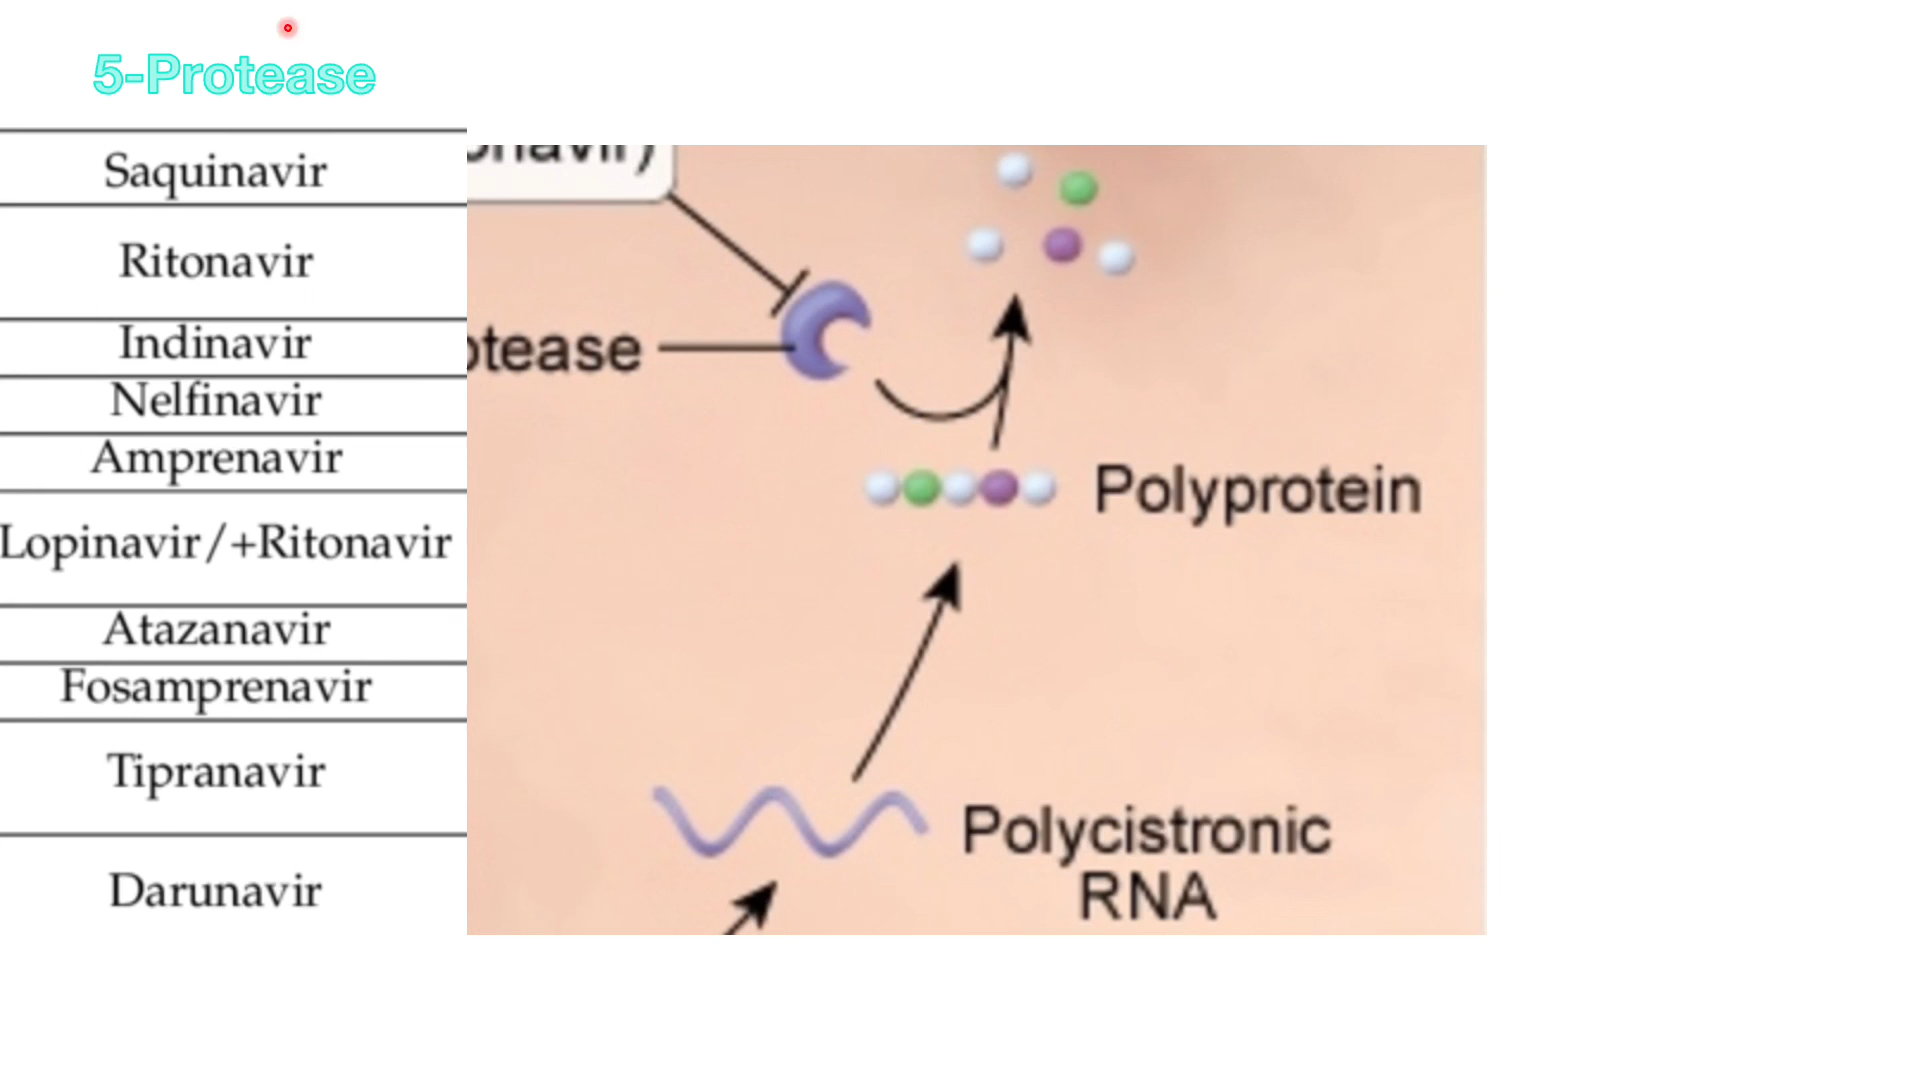 5-Protease
Saquinavir
Ritonavir
Indinavir
Nelfinavir
Amprenavir
Lopinavir/+Ritonavir
Atazanavir
Fosamprenavir
Tipranavir
Darunavir
otease
Polyprotein
Polycistronic
RNA